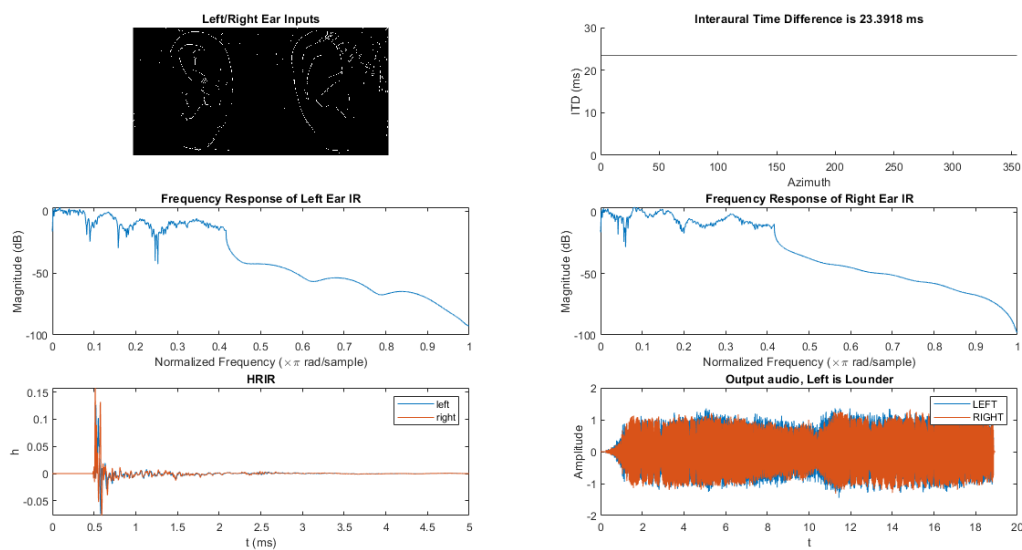 Left/Right Ear Inputs
Interaural Time Difference is 23.3918 ms
30
20
10
0
ITD (ms)
0 50 100 150 200 250 300 350
Azimuth
Frequency Response of Left Ear IR
0
-50
-100
Magnitude (dB)
0 0.1 0.2 0.3 0.4 0.5 0.6 0.7 0.8 0.9 1
Normalized Frequency (×π rad/sample)
Frequency Response of Right Ear IR
0
-50
-100
Magnitude (dB)
0 0.1 0.2 0.3 0.4 0.5 0.6 0.7 0.8 0.9 1
Normalized Frequency (×π rad/sample)
HRIR
0.15
0.1
0.05
0
-0.05
h
left
right
0 0.5 1 1.5 2 2.5 3 3.5 4 4.5 5
t (ms)
Output audio, Left is Lounder
2
1
0
-1
-2
Amplitude
LEFT
RIGHT
0 2 4 6 8 10 12 14 16 18 20
t